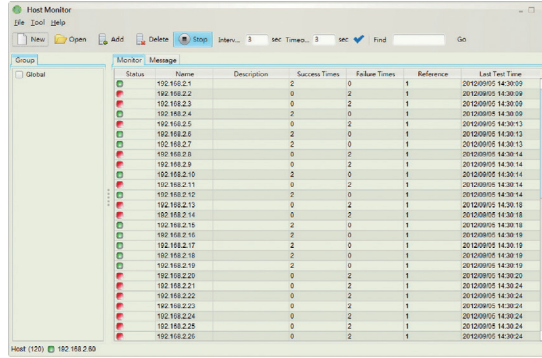 Host Monitor
File Tool Help
New Open Add Delete Stop Interv... 3 sec Timeo... 3 sec Find Go
Group Monitor Message
Global
Status Name Description Success Times Failure Times Reference Last Test Time
192.168.2.1 2 0 1 2012/09/05 14:30:09
192.168.2.2 0 2 1 2012/09/05 14:30:09
192.168.2.3 0 2 1 2012/09/05 14:30:09
192.168.2.4 2 0 1 2012/09/05 14:30:09
192.168.2.5 0 2 1 2012/09/05 14:30:13
192.168.2.6 2 0 1 2012/09/05 14:30:13
192.168.2.7 2 0 1 2012/09/05 14:30:13
192.168.2.8 0 2 1 2012/09/05 14:30:14
192.168.2.9 0 2 1 2012/09/05 14:30:14
192.168.2.10 2 0 1 2012/09/05 14:30:14
192.168.2.11 0 2 1 2012/09/05 14:30:14
192.168.2.12 2 0 1 2012/09/05 14:30:14
192.168.2.13 0 2 1 2012/09/05 14:30:18
192.168.2.14 0 2 1 2012/09/05 14:30:18
192.168.2.15 2 0 1 2012/09/05 14:30:18
192.168.2.16 2 0 1 2012/09/05 14:30:19
192.168.2.17 2 0 1 2012/09/05 14:30:19
192.168.2.18 2 0 1 2012/09/05 14:30:19
192.168.2.19 2 0 1 2012/09/05 14:30:19
192.168.2.20 0 2 1 2012/09/05 14:30:20
192.168.2.21 0 2 1 2012/09/05 14:30:24
192.168.2.22 0 2 1 2012/09/05 14:30:24
192.168.2.23 0 2 1 2012/09/05 14:30:24
192.168.2.24 0 2 1 2012/09/05 14:30:24
192.168.2.25 0 2 1 2012/09/05 14:30:24
192.168.2.26 0 2 1 2012/09/05 14:30:24
Host: (120) 192.168.2.60